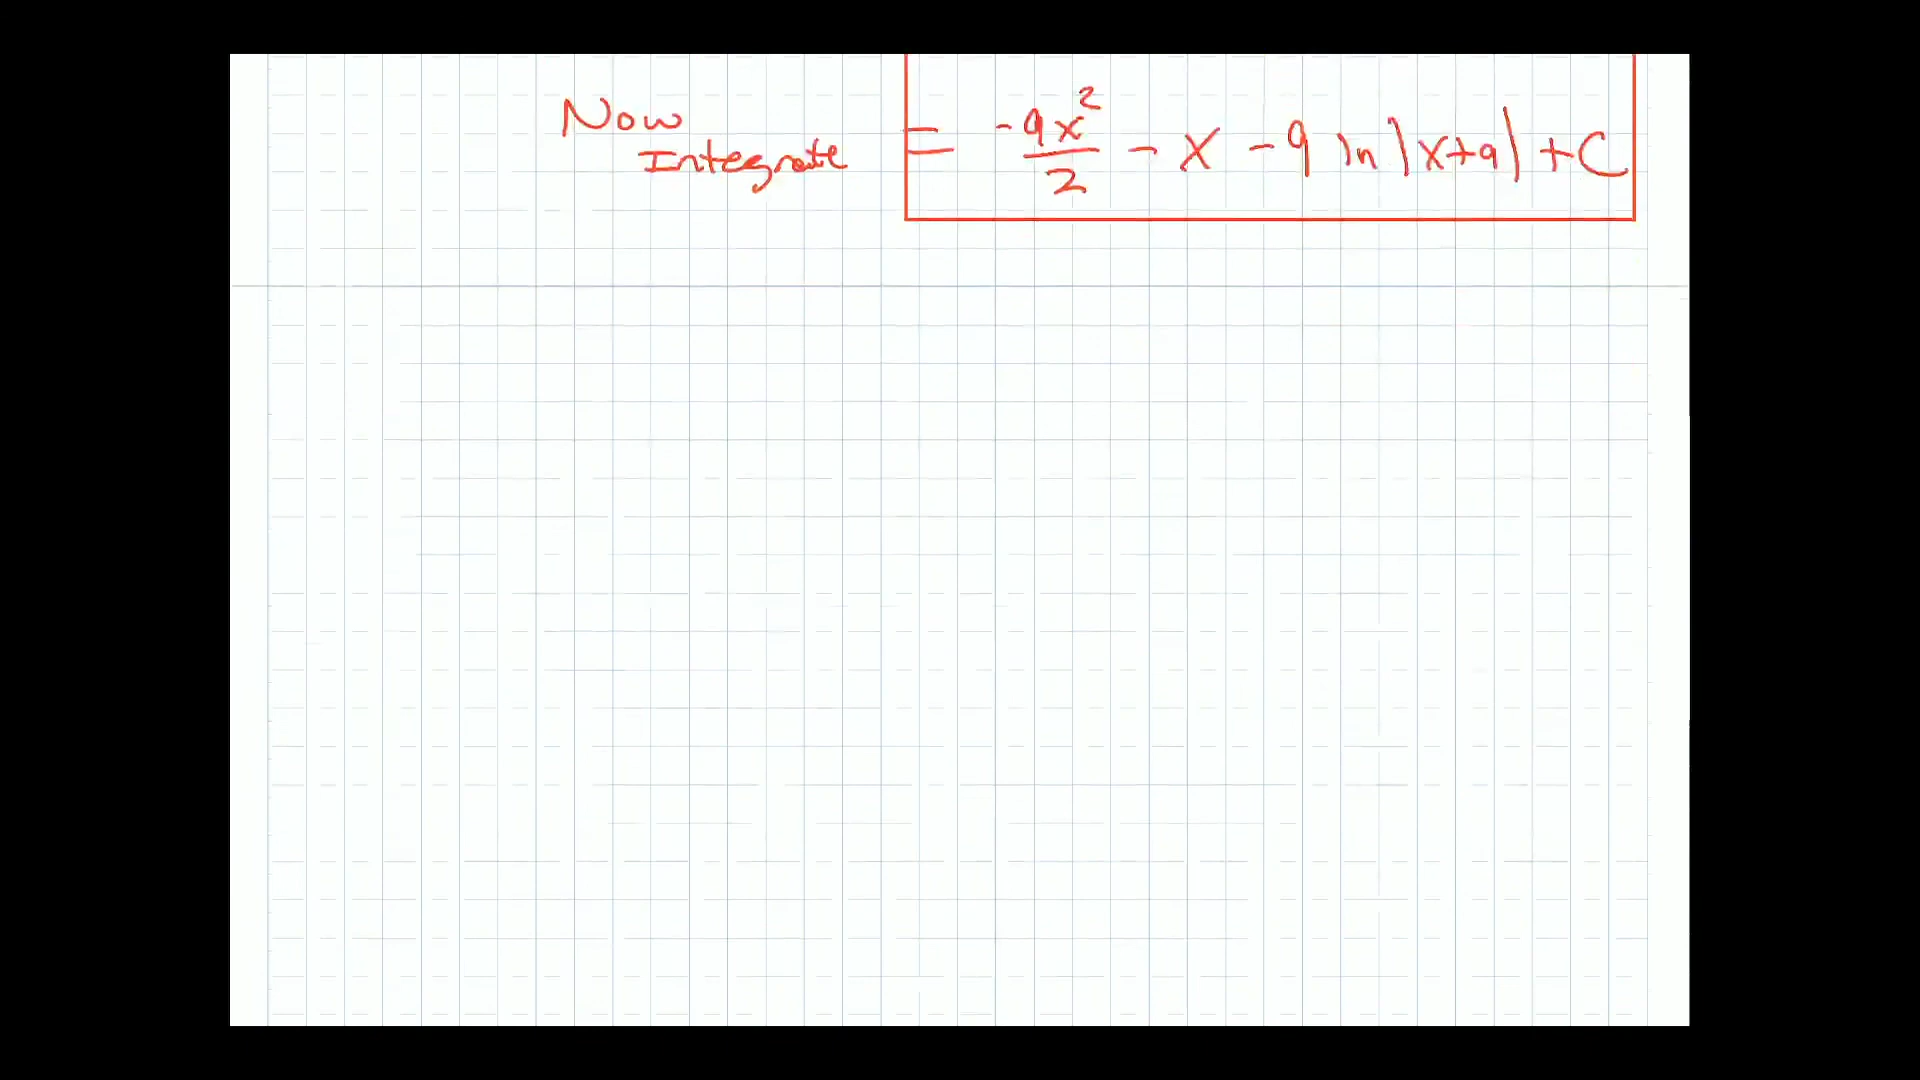 Now
Integrate
= -9x²/2 - x - 9 ln|x+9| + C